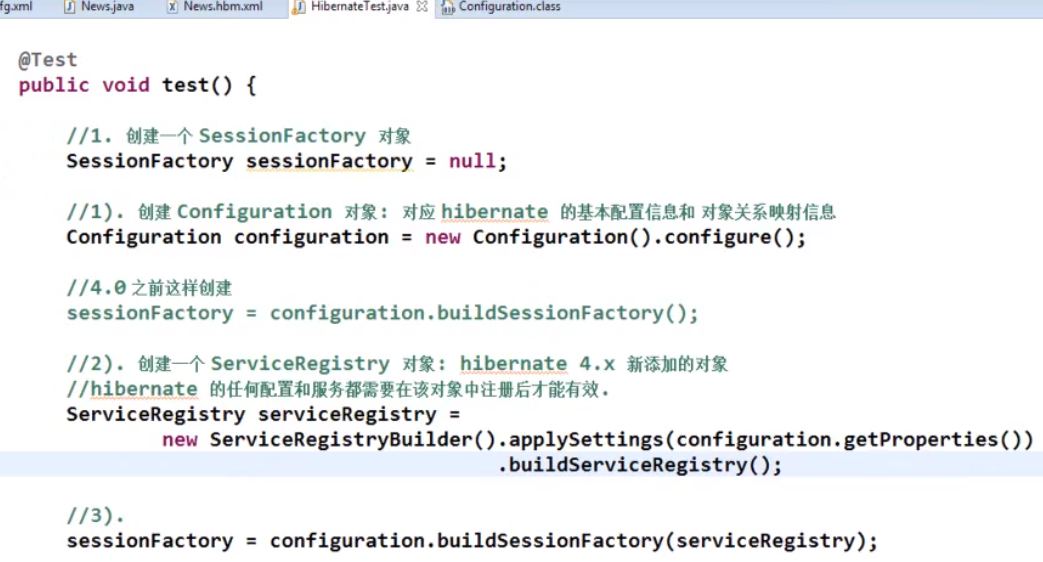 fg.xml News.java News.hbm.xml HibernateTest.java Configuration.class
@Test
public void test() {
//1. 创建一个 SessionFactory 对象
SessionFactory sessionFactory = null;
//1). 创建 Configuration 对象: 对应 hibernate 的基本配置信息和 对象关系映射信息
Configuration configuration = new Configuration().configure();
//4.0 之前这样创建
sessionFactory = configuration.buildSessionFactory();
//2). 创建一个 ServiceRegistry 对象: hibernate 4.x 新添加的对象
//hibernate 的任何配置和服务都需要在该对象中注册后才能有效.
ServiceRegistry serviceRegistry =
new ServiceRegistryBuilder().applySettings(configuration.getProperties())
.buildServiceRegistry();
//3).
sessionFactory = configuration.buildSessionFactory(serviceRegistry);